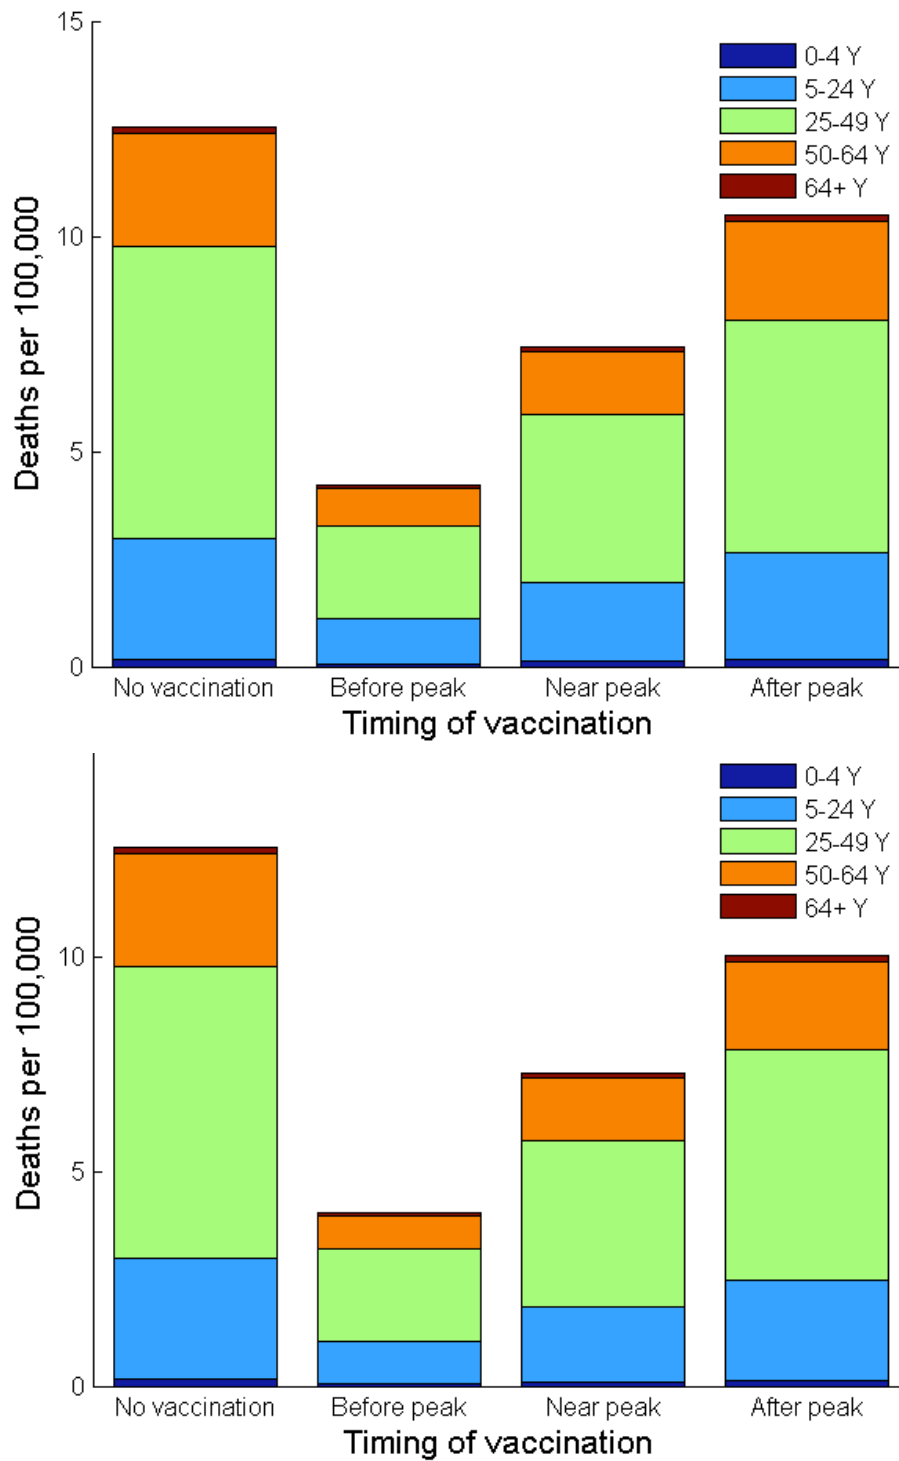 15
10
5
0
Deaths per 100,000
0-4 Y
5-24 Y
25-49 Y
50-64 Y
64+ Y
No vaccination Before peak Near peak After peak
Timing of vaccination
10
5
0
Deaths per 100,000
0-4 Y
5-24 Y
25-49 Y
50-64 Y
64+ Y
No vaccination Before peak Near peak After peak
Timing of vaccination